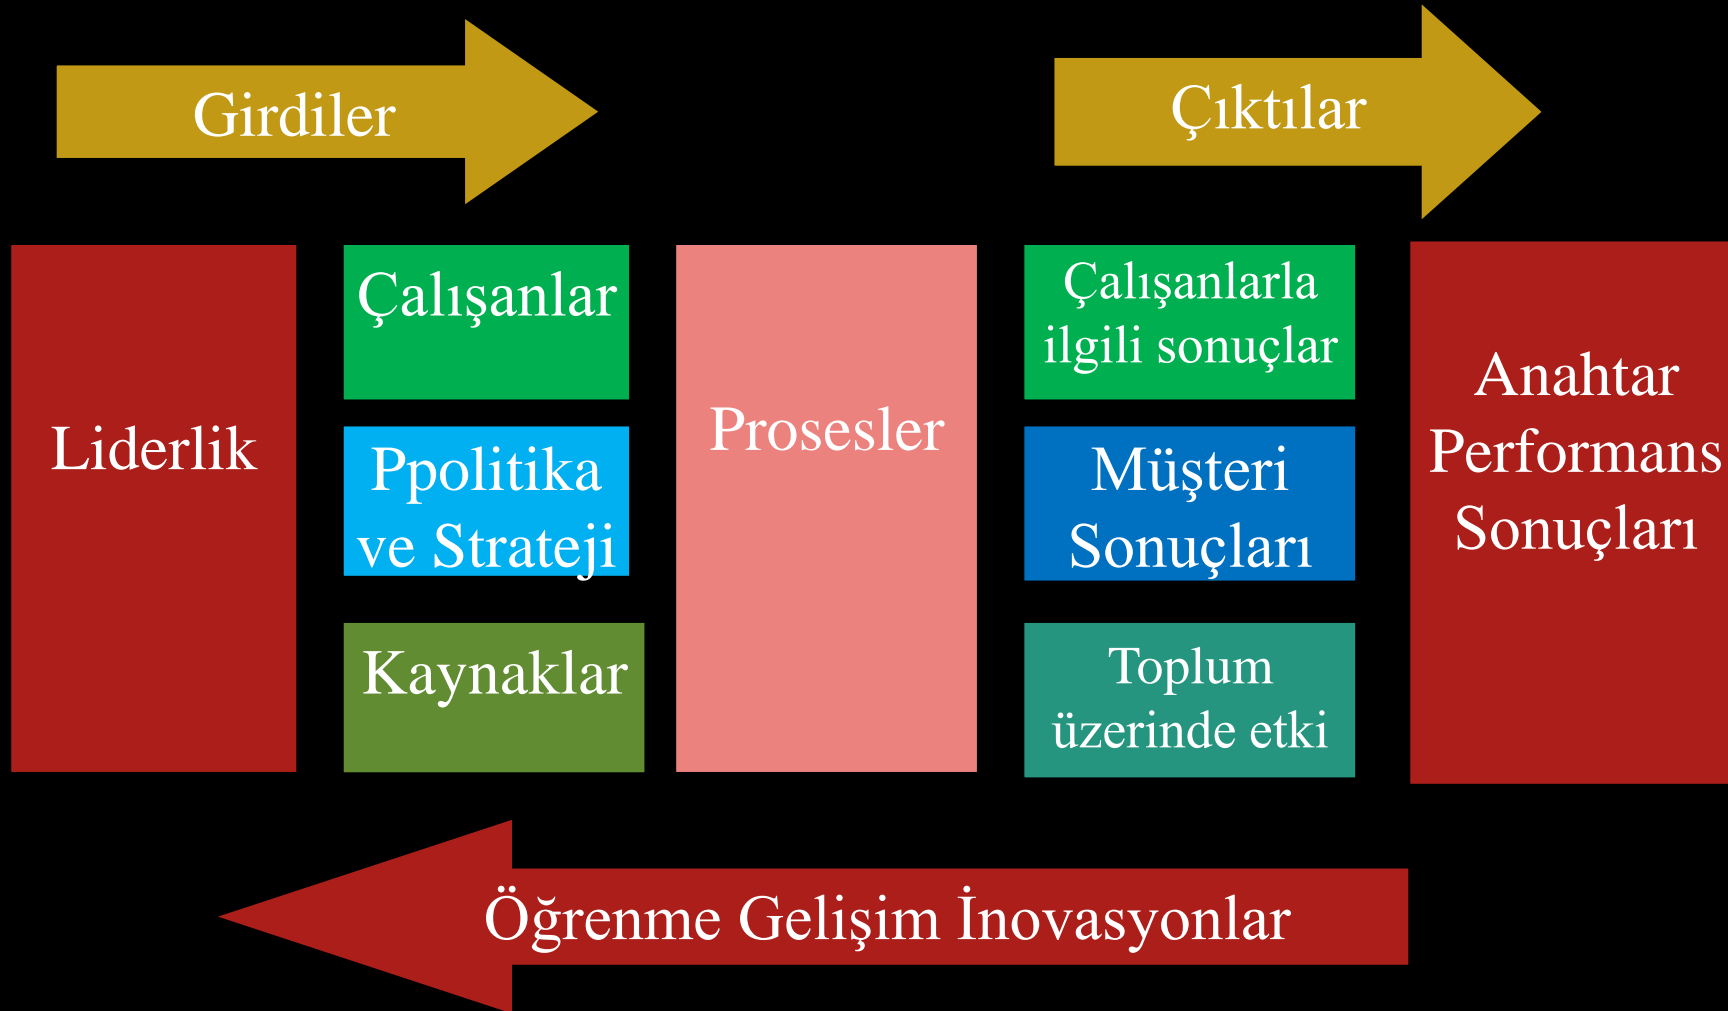 Girdiler
Çıktılar
Liderlik
Çalışanlar
Ppolitika
ve Strateji
Kaynaklar
Prosesler
Çalışanlarla
ilgili sonuçlar
Müşteri
Sonuçları
Toplum
üzerinde etki
Anahtar
Performans
Sonuçları
Öğrenme Gelişim İnovasyonlar